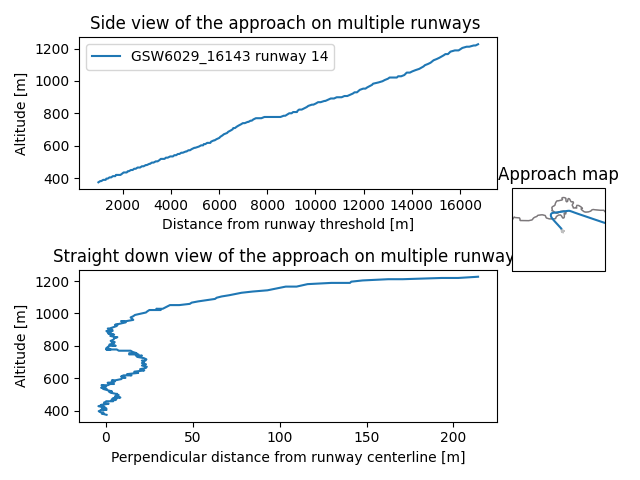 Side view of the approach on multiple runways
1200
1000
800
600
400
Altitude [m]
GSW6029_16143 runway 14
2000 4000 6000 8000 10000 12000 14000 16000
Distance from runway threshold [m]
Approach map
Straight down view of the approach on multiple runway
1200
1000
800
600
400
Altitude [m]
0 50 100 150 200
Perpendicular distance from runway centerline [m]